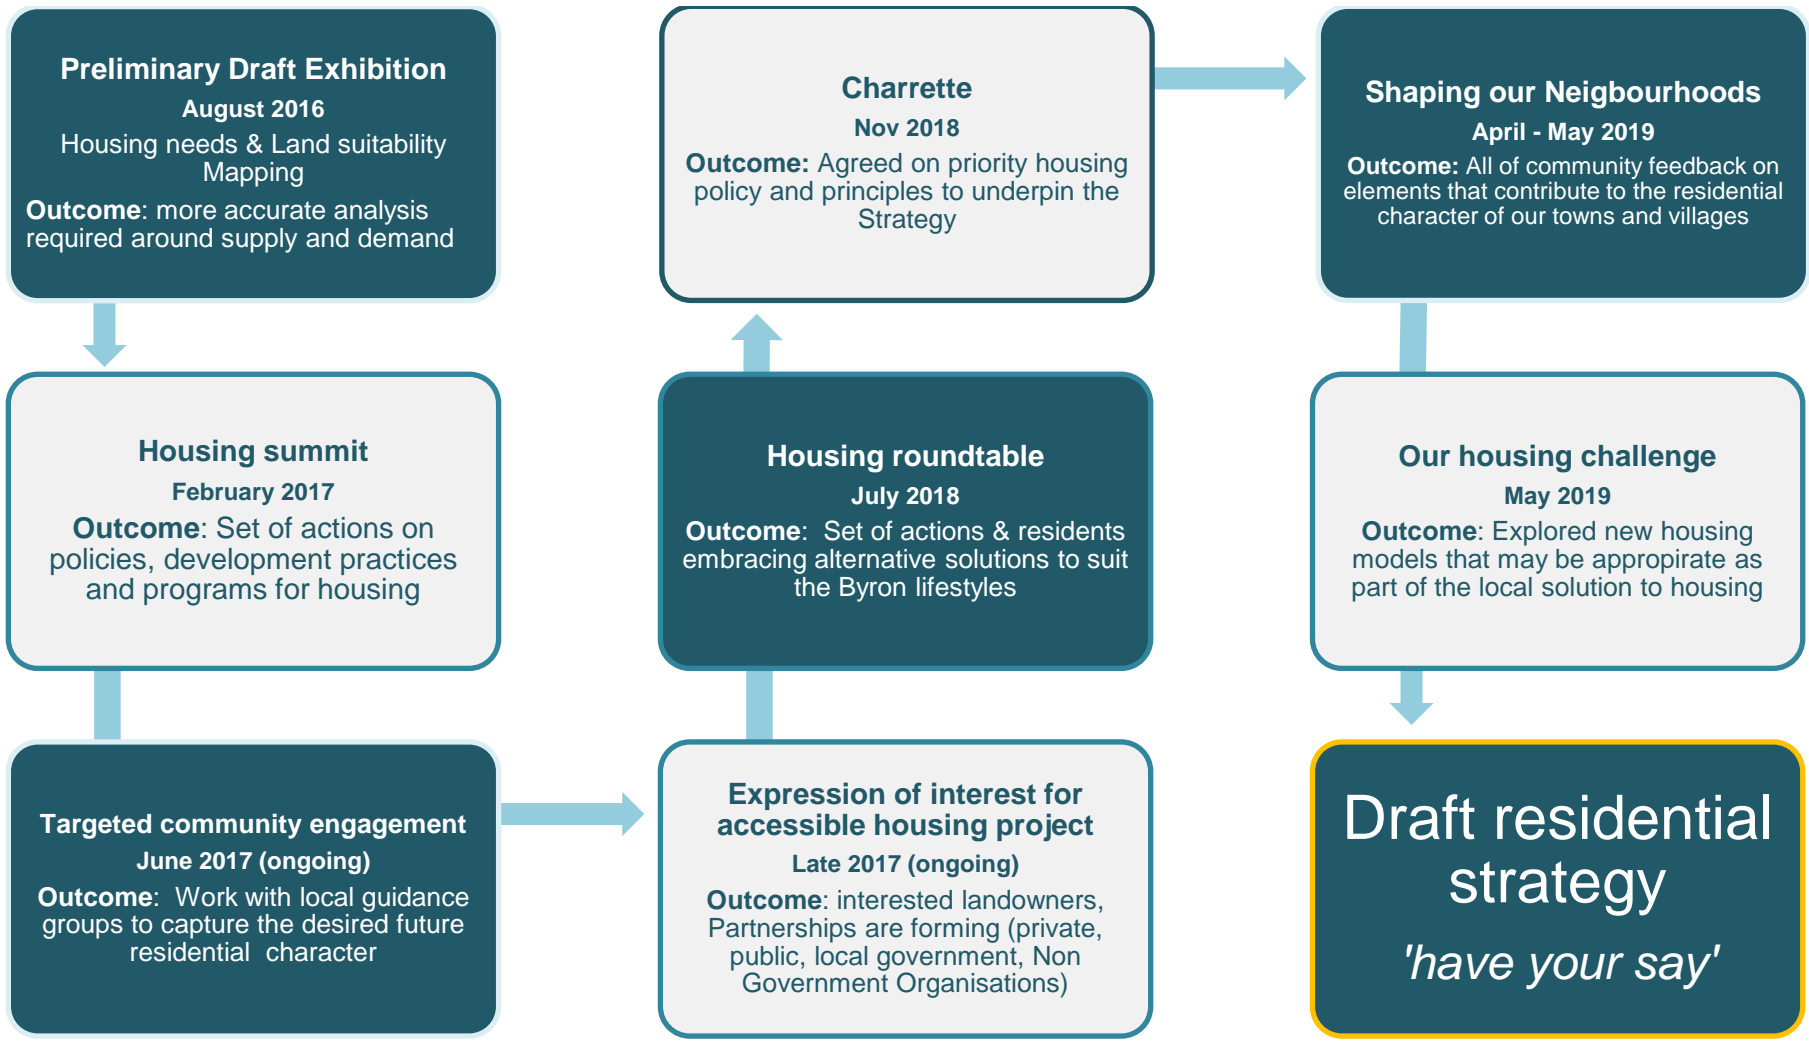 Preliminary Draft Exhibition
August 2016
Housing needs & Land suitability
Mapping
Outcome: more accurate analysis
required around supply and demand
Housing summit
February 2017
Outcome: Set of actions on
policies, development practices
and programs for housing
Targeted community engagement
June 2017 (ongoing)
Outcome:  Work with local guidance
groups to capture the desired future
residential  character
Expression of interest for
accessible housing project
Late 2017 (ongoing)
Outcome: interested landowners,
Partnerships are forming (private,
public, local government, Non
Government Organisations)
Housing roundtable
July 2018
Outcome:  Set of actions & residents
embracing alternative solutions to suit
the Byron lifestyles
Charrette
Nov 2018
Outcome: Agreed on priority housing
policy and principles to underpin the
Strategy
Shaping our Neigbourhoods
April - May 2019
Outcome: All of community feedback on
elements that contribute to the residential
character of our towns and villages
Our housing challenge
May 2019
Outcome: Explored new housing
models that may be appropirate as
part of the local solution to housing
Draft residential
strategy
'have your say'